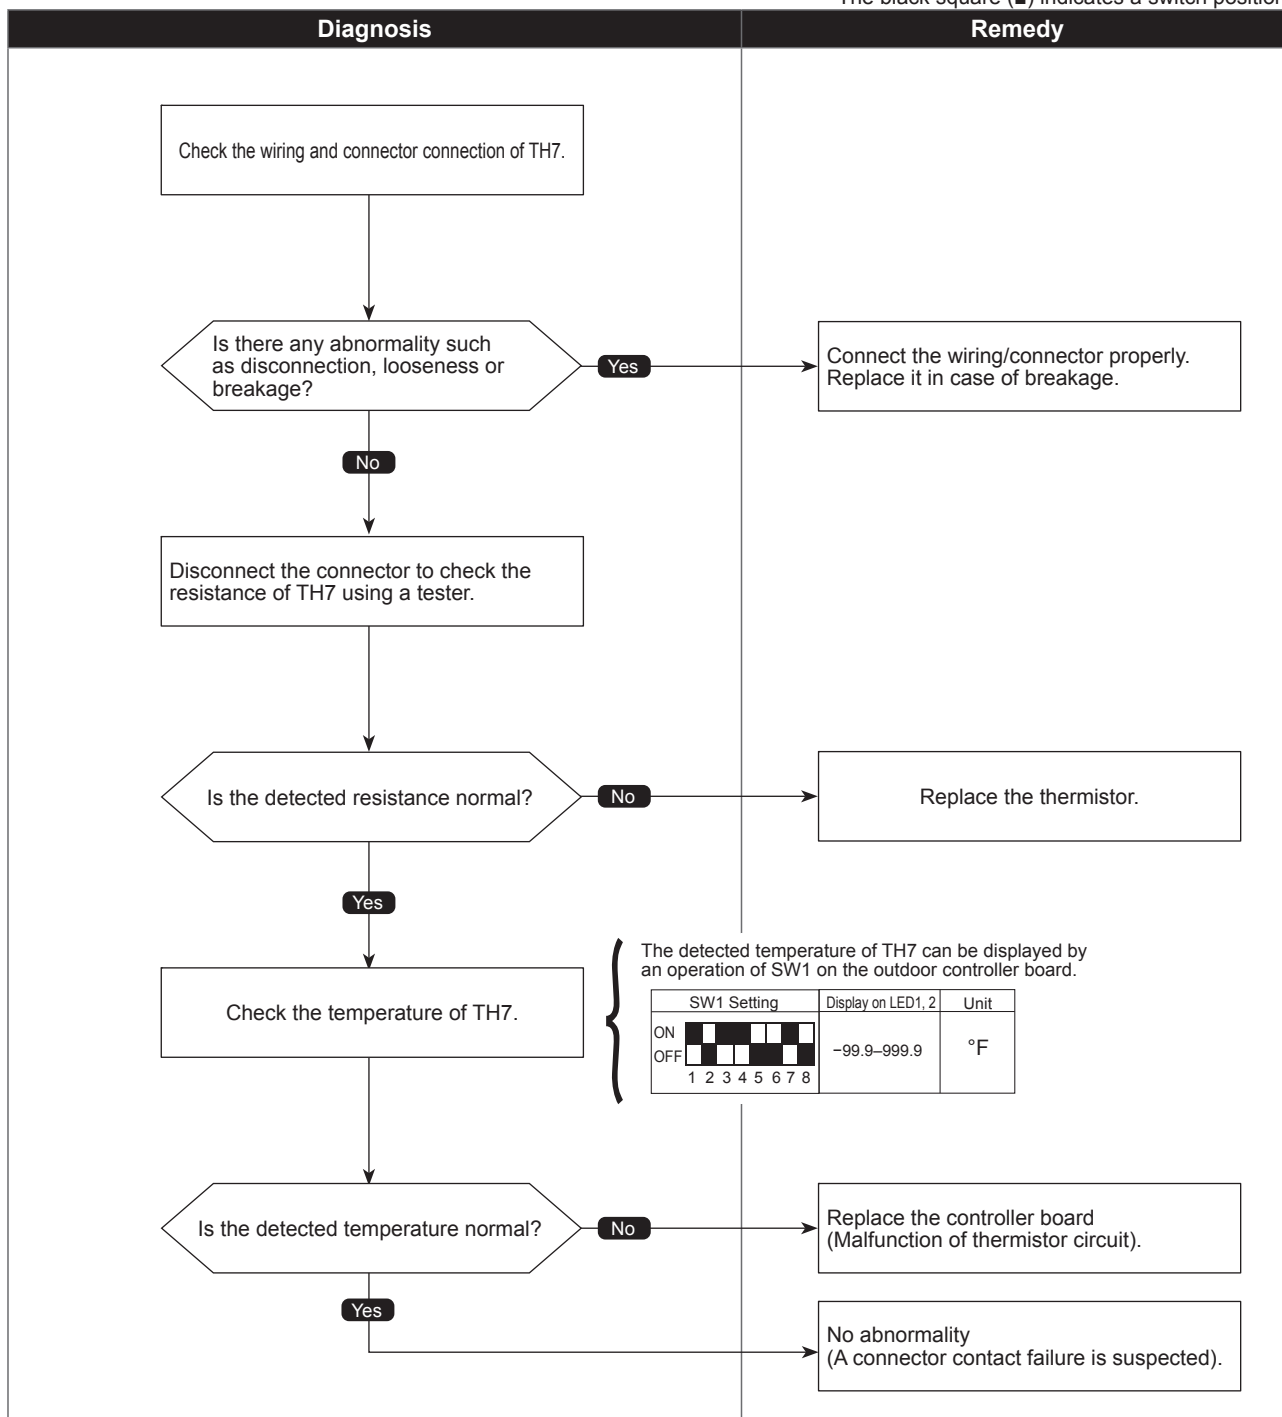 The black square (■) indicates a switch position
Diagnosis
Remedy
Check the wiring and connector connection of TH7.
Is there any abnormality such
as disconnection, looseness or
breakage?
Yes
Connect the wiring/connector properly.
Replace it in case of breakage.
No
Disconnect the connector to check the
resistance of TH7 using a tester.
Is the detected resistance normal?
No
Replace the thermistor.
Yes
Check the temperature of TH7.
The detected temperature of TH7 can be displayed by
an operation of SW1 on the outdoor controller board.
SW1 Setting
Display on LED1, 2
Unit
ON
OFF
1 2 3 4 5 6 7 8
−99.9–999.9
°F
Is the detected temperature normal?
No
Replace the controller board
(Malfunction of thermistor circuit).
Yes
No abnormality
(A connector contact failure is suspected).